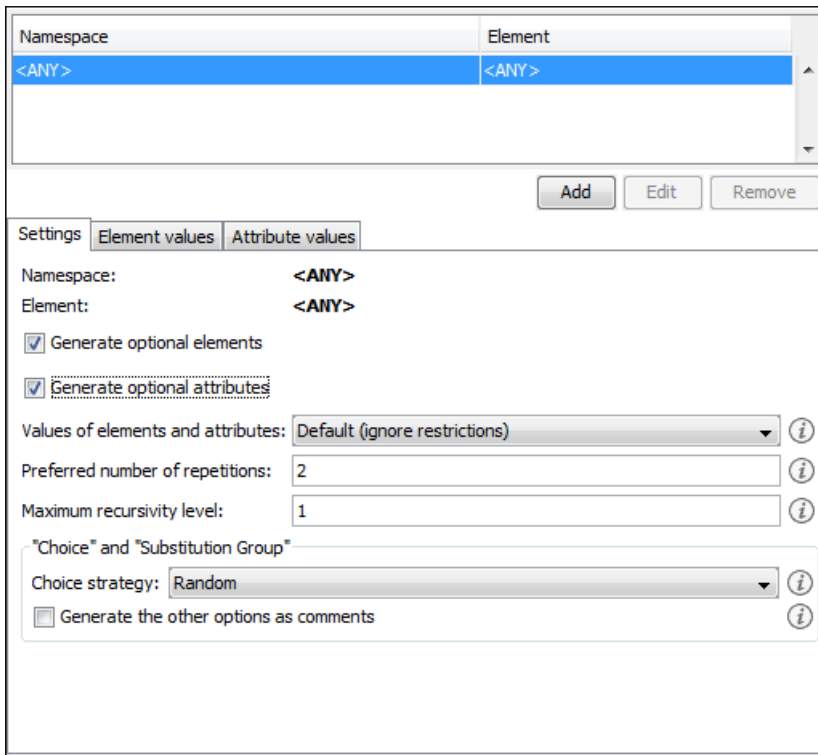 Namespace Element
<ANY> <ANY>
Add Edit Remove
Settings Element values Attribute values
Namespace: <ANY>
Element: <ANY>
Generate optional elements
Generate optional attributes
Values of elements and attributes: Default (ignore restrictions)
Preferred number of repetitions: 2
Maximum recursivity level: 1
"Choice" and "Substitution Group"
Choice strategy: Random
Generate the other options as comments